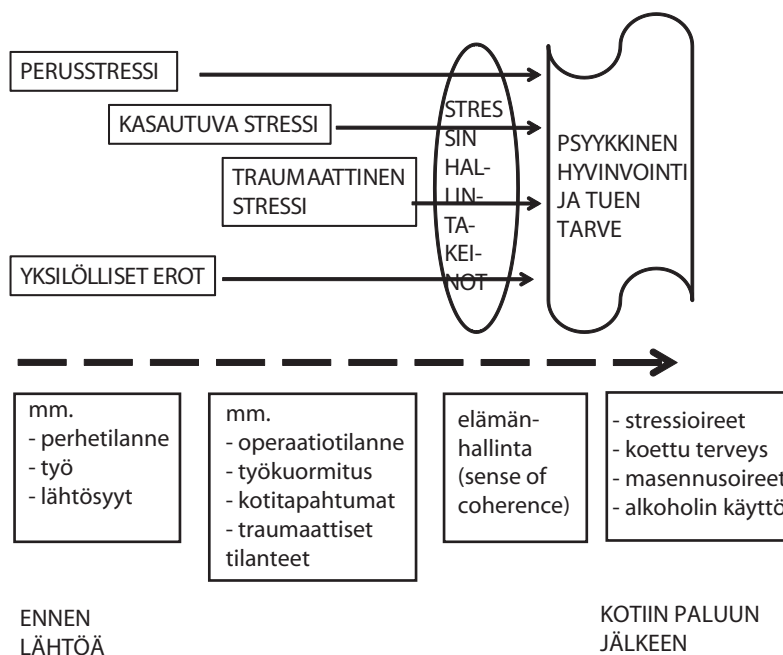 PERUSSTRESSI
KASAUTUVA STRESSI
TRAUMAATTINEN
STRESSI
YKSILÖLLISET EROT
STRES
SIN
HAL-
LIN-
TA-
KEI-
NOT
PSYYKKINEN
HYVINVOINTI
JA TUEN
TARVE
mm.
- perhetilanne
- työ
- lähtösyyt
mm.
- operaatiotilanne
- työkuormitus
- kotitapahtumat
- traumaattiset
tilanteet
elämän-
hallinta
(sense of
coherence)
- stressioireet
- koettu terveys
- masennusoireet
- alkoholin käyttö
ENNEN
LÄHTÖÄ
KOTIIN PALUUN
JÄLKEEN